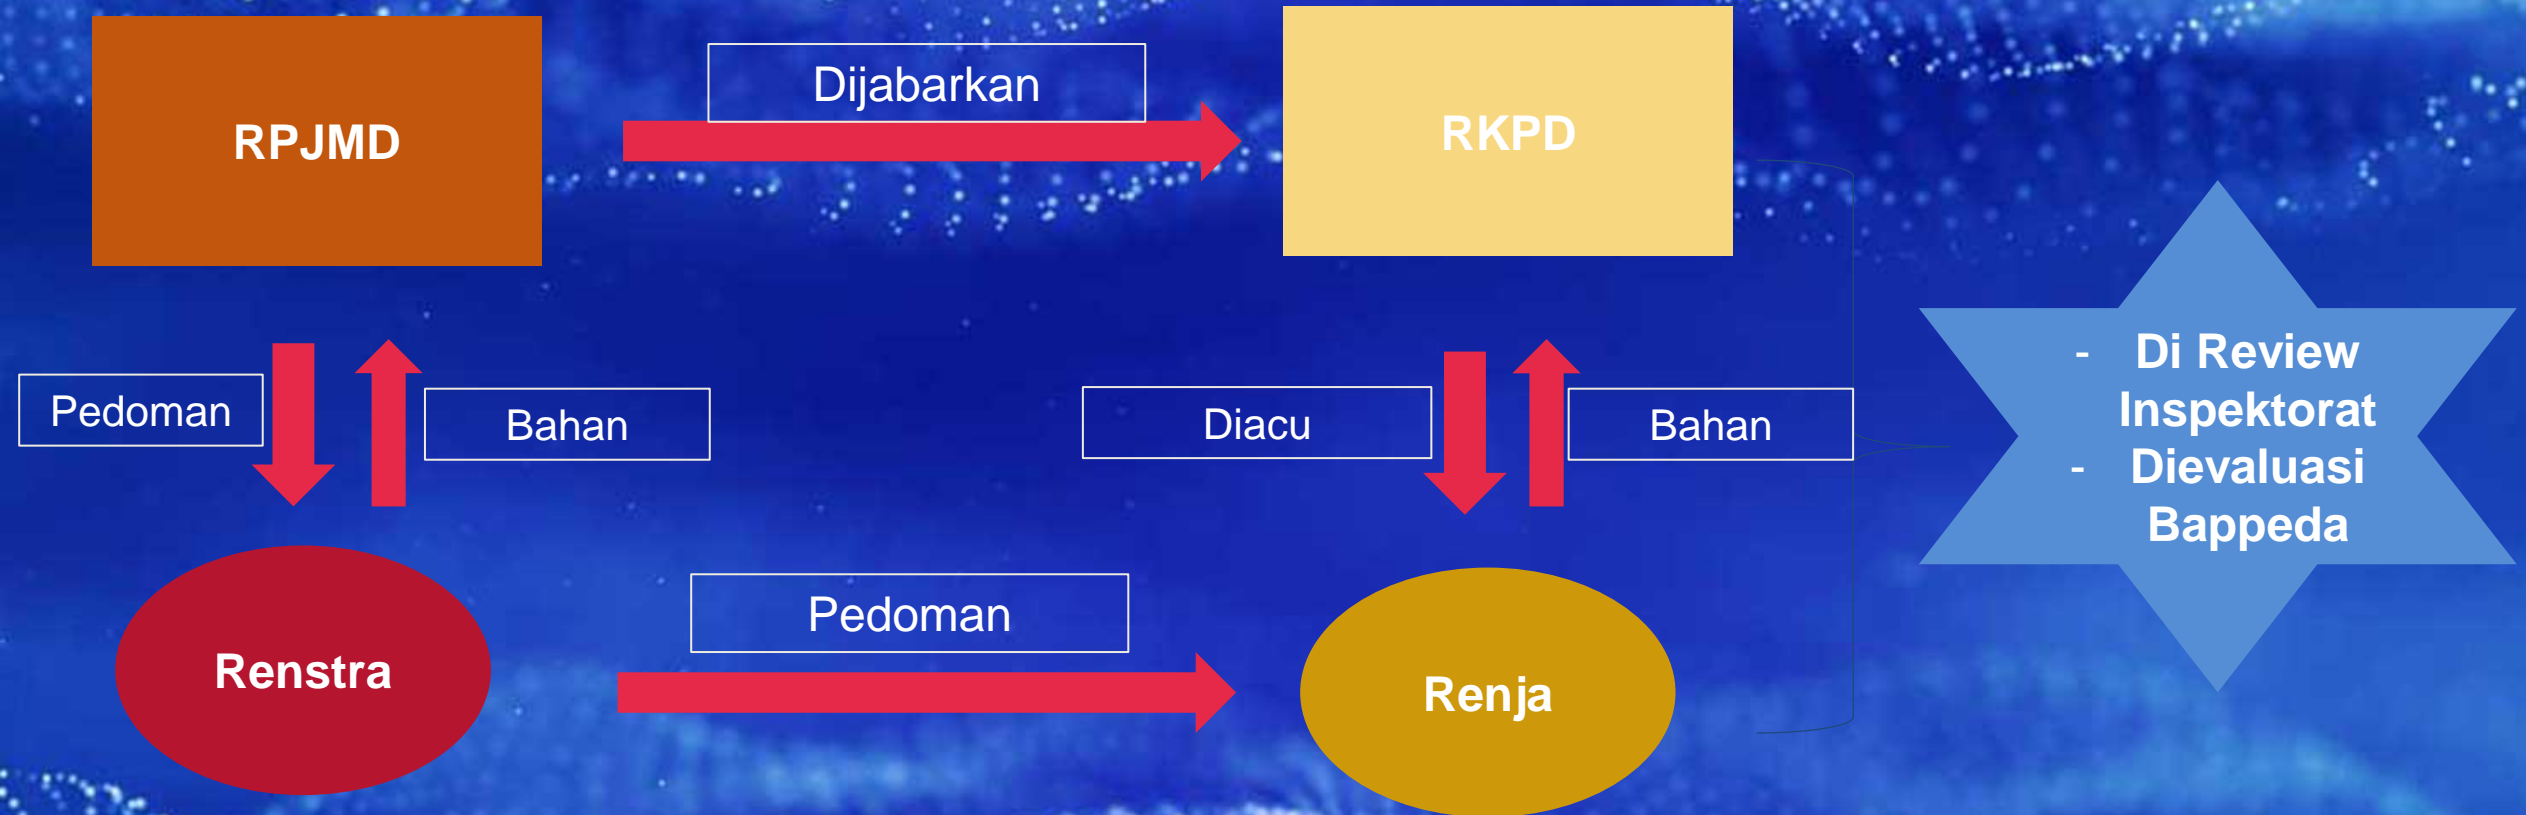 RPJMD
Dijabarkan
RKPD
Pedoman
Bahan
Diacu
Bahan
Renstra
Pedoman
Renja
- Di Review
Inspektorat
- Dievaluasi
Bappeda